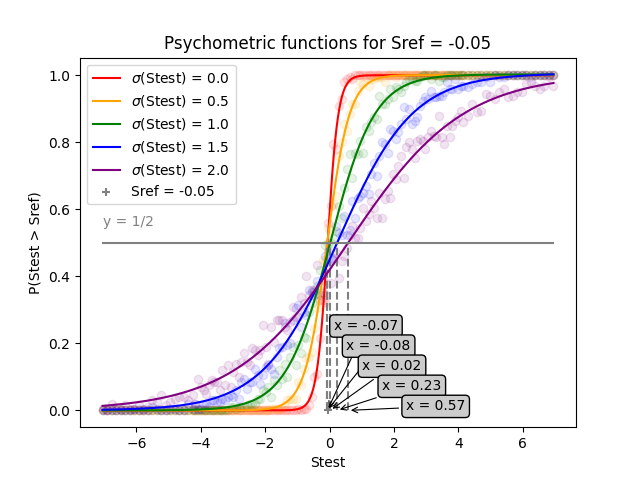 Psychometric functions for Sref = -0.05
σ(Stest) = 0.0
σ(Stest) = 0.5
σ(Stest) = 1.0
σ(Stest) = 1.5
σ(Stest) = 2.0
Sref = -0.05
y = 1/2
P(Stest > Sref)
1.0
0.8
0.6
0.4
0.2
0.0
x = -0.07
x = -0.08
x = 0.02
x = 0.23
x = 0.57
−6 −4 −2 0 2 4 6
Stest